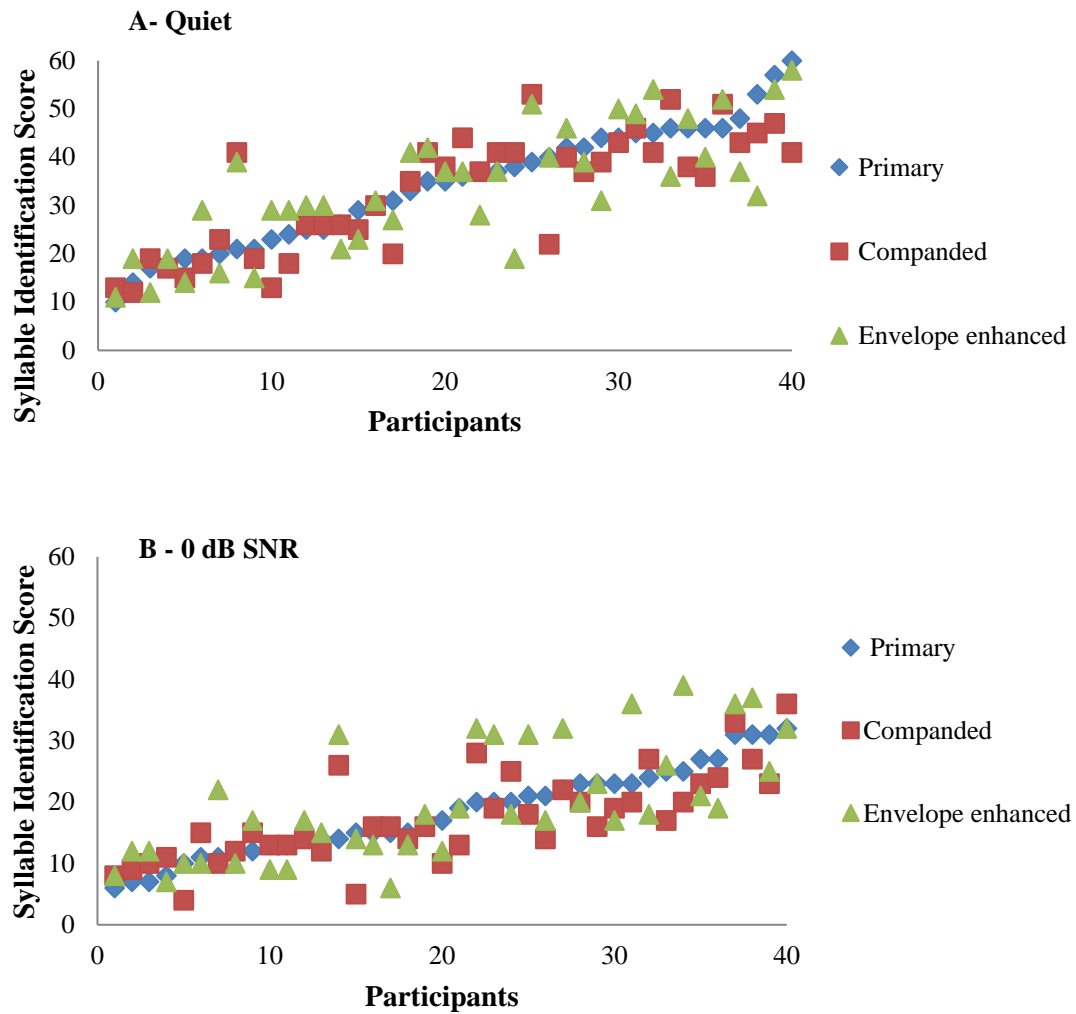 A- Quiet
Syllable Identification Score
60
50
40
30
20
10
0
0 10 20 30 40
Participants
Primary
Companded
Envelope enhanced
B - 0 dB SNR
Syllable Identification Score
60
50
40
30
20
10
0
0 10 20 30 40
Participants
Primary
Companded
Envelope enhanced